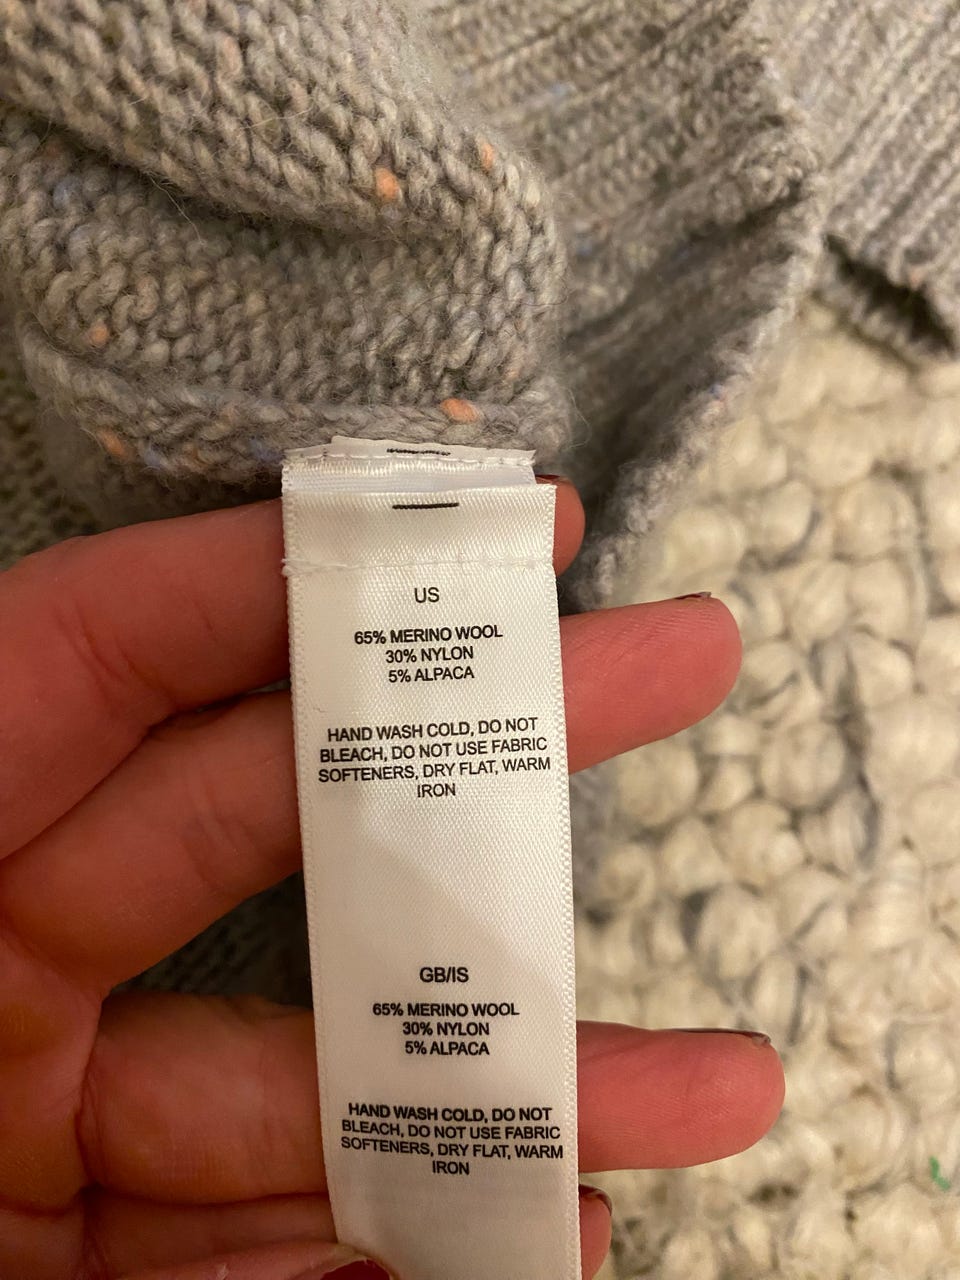 US
65% MERINO WOOL
30% NYLON
5% ALPACA
HAND WASH COLD, DO NOT
BLEACH, DO NOT USE FABRIC
SOFTENERS, DRY FLAT, WARM
IRON
GB/IS
65% MERINO WOOL
30% NYLON
5% ALPACA
HAND WASH COLD, DO NOT
BLEACH, DO NOT USE FABRIC
SOFTENERS, DRY FLAT, WARM
IRON